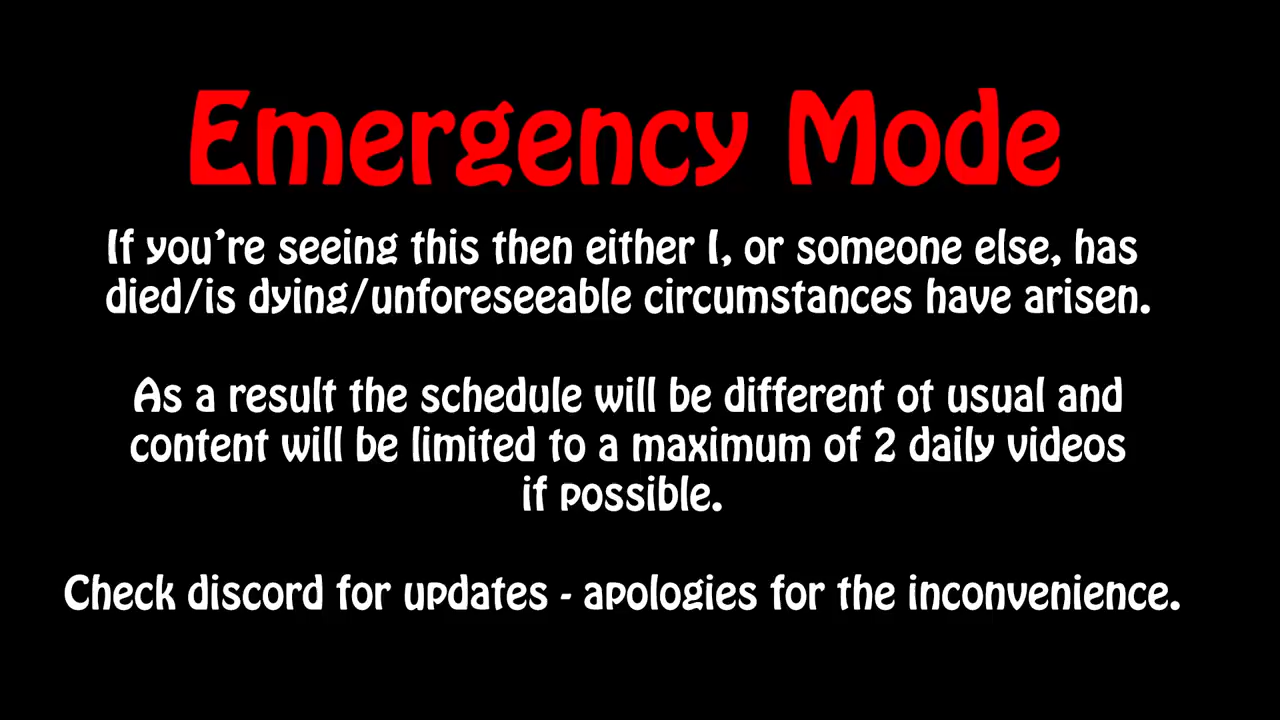 Emergency Mode
If you're seeing this then either I, or someone else, has
died/is dying/unforeseeable circumstances have arisen.
As a result the schedule will be different ot usual and
content will be limited to a maximum of 2 daily videos
if possible.
Check discord for updates - apologies for the inconvenience.